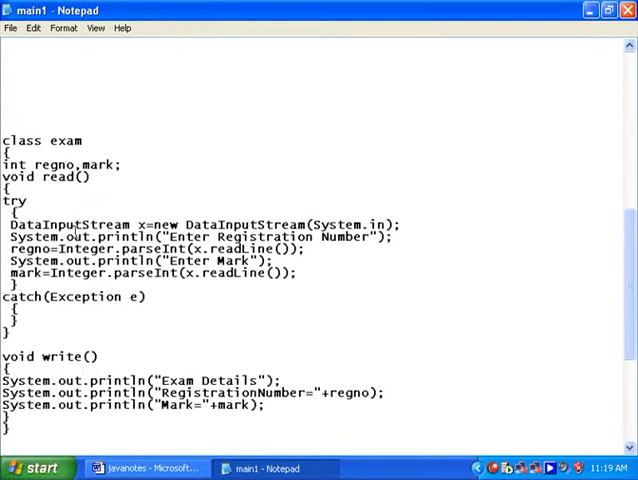 main1 - Notepad
File Edit Format View Help
class exam
{
int regno,mark;
void read()
{
try
{
DataInputStream x=new DataInputStream(System.in);
System.out.println("Enter Registration Number");
regno=Integer.parseInt(x.readLine());
System.out.println("Enter Mark");
mark=Integer.parseInt(x.readLine());
}
catch(Exception e)
{
}
}
void write()
{
System.out.println("Exam Details");
System.out.println("RegistrationNumber="+regno);
System.out.println("Mark="+mark);
}
}
start javanotes - Microsoft... main1 - Notepad 11:19 AM